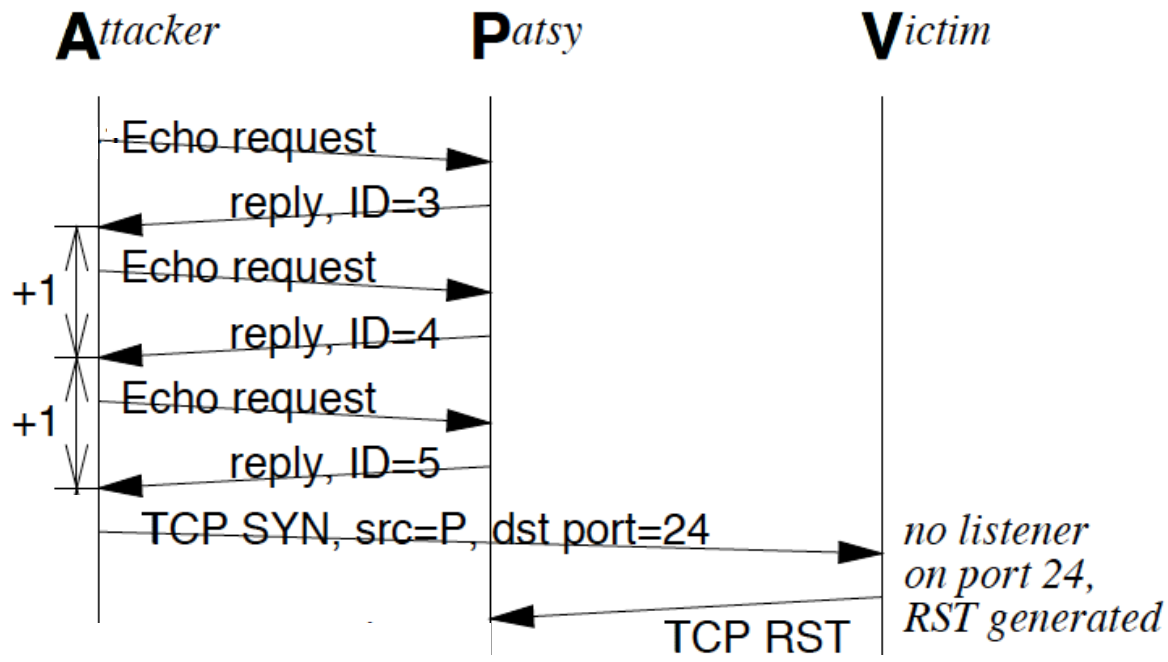 Attacker Patsy Victim
Echo request
reply, ID=3
+1
Echo request
reply, ID=4
+1
Echo request
reply, ID=5
TCP SYN, src=P, dst port=24
no listener
on port 24,
RST generated
TCP RST